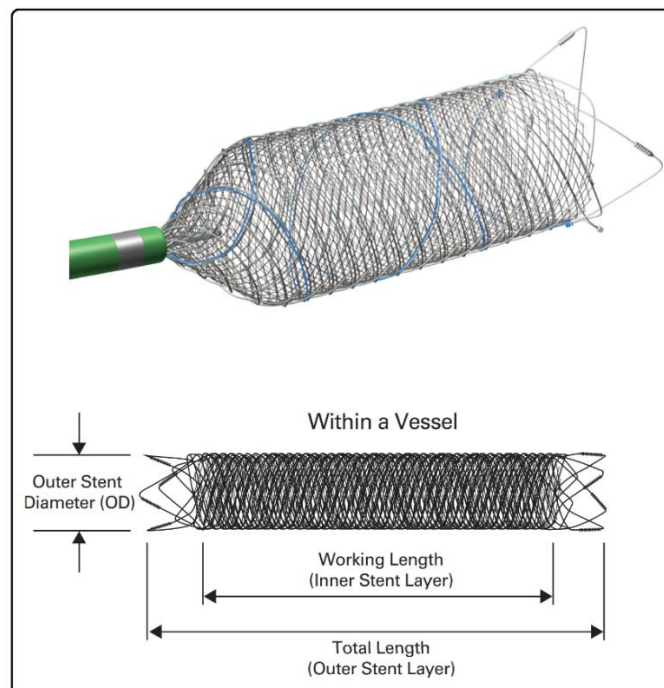 Within a Vessel
Outer Stent
Diameter (OD)
Working Length
(Inner Stent Layer)
Total Length
(Outer Stent Layer)